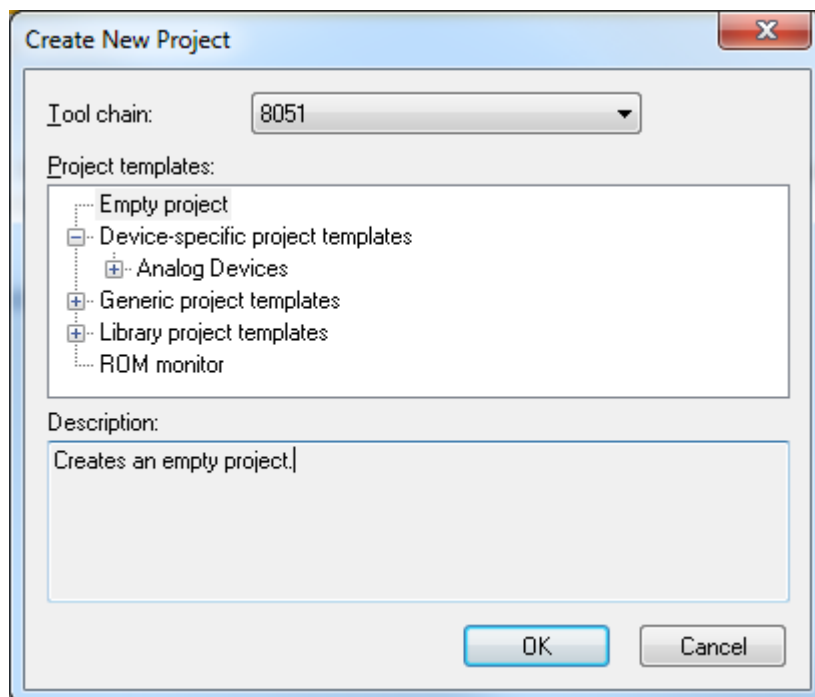 Create New Project
Tool chain: 8051
Project templates:
Empty project
Device-specific project templates
Analog Devices
Generic project templates
Library project templates
ROM monitor
Description:
Creates an empty project.
OK Cancel